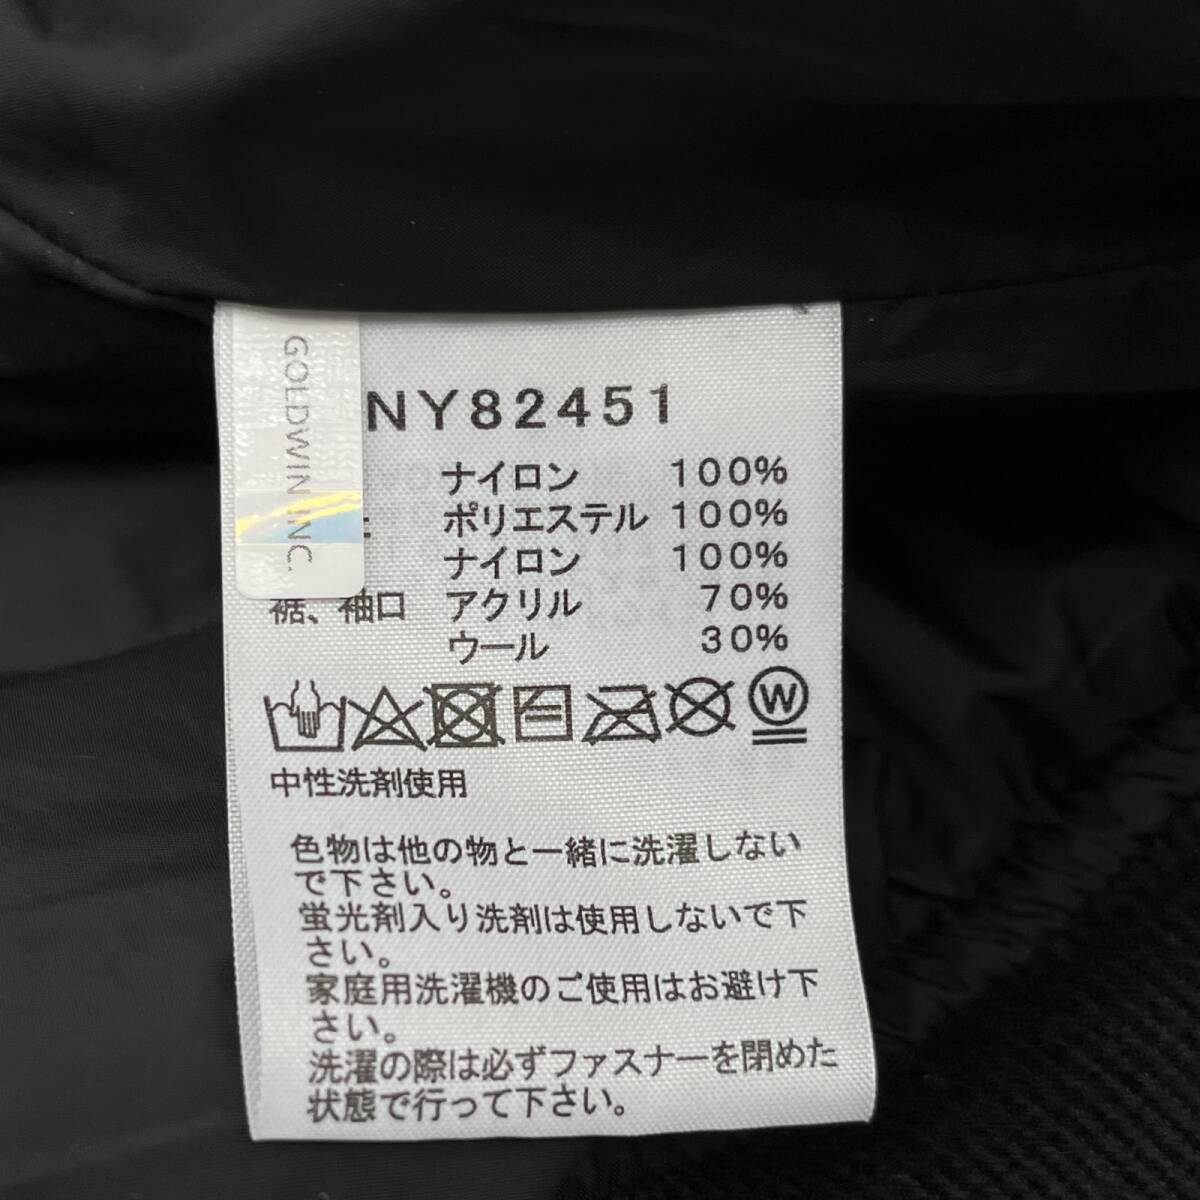 GOLDWIN INC.
NY82451
ナイロン 100%
ポリエステル 100%
ナイロン 100%
裾、袖口 アクリル 70%
ウール 30%
W
中性洗剤使用
色物は他の物と一緒に洗濯しない
で下さい。
蛍光剤入り洗剤は使用しないで下
さい。
家庭用洗濯機のご使用はお避け下
さい。
洗濯の際は必ずファスナーを閉めた
状態で行って下さい。